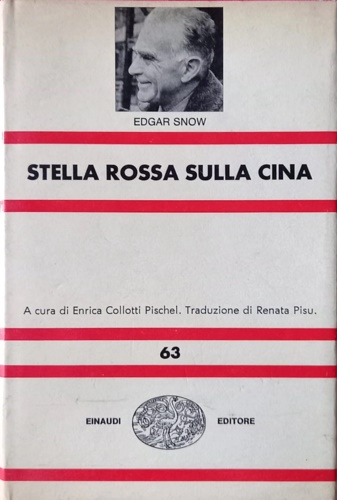 EDGAR SNOW
STELLA ROSSA SULLA CINA
A cura di Enrica Collotti Pischel. Traduzione di Renata Pisu.
63
EINAUDI EDITORE